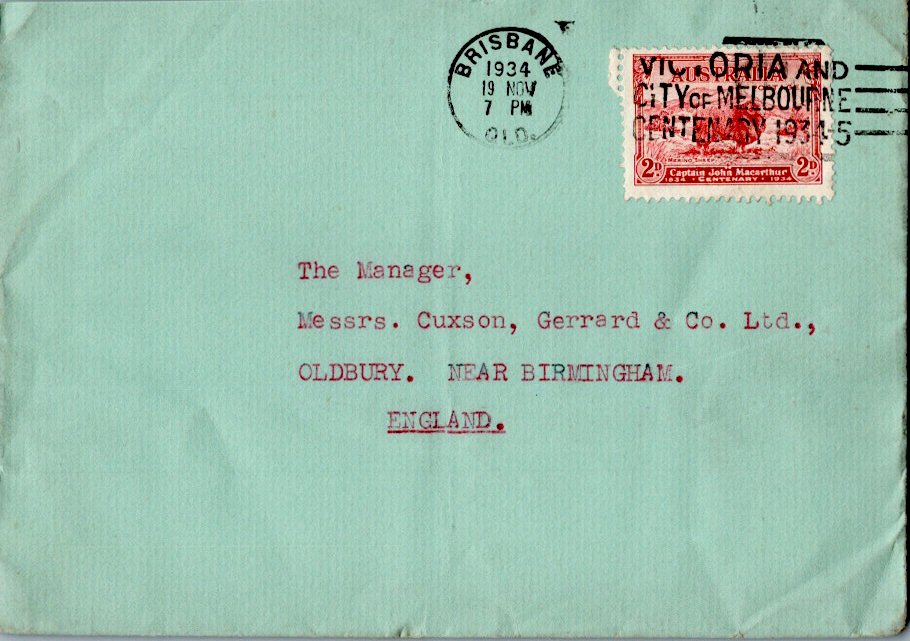 BRISBANE
1934
19 NOV
7 PM
QLD.
VICTORIA AND
CITY OF MELBOURNE
CENTENARY 1934-5
AUSTRALIA
MERINO SHEEP
2D. Captain John Macarthur 2D.
1834 · CENTENARY · 1934
The Manager,
Messrs. Cuxson, Gerrard & Co. Ltd.,
OLDBURY. NEAR BIRMINGHAM.
ENGLAND.